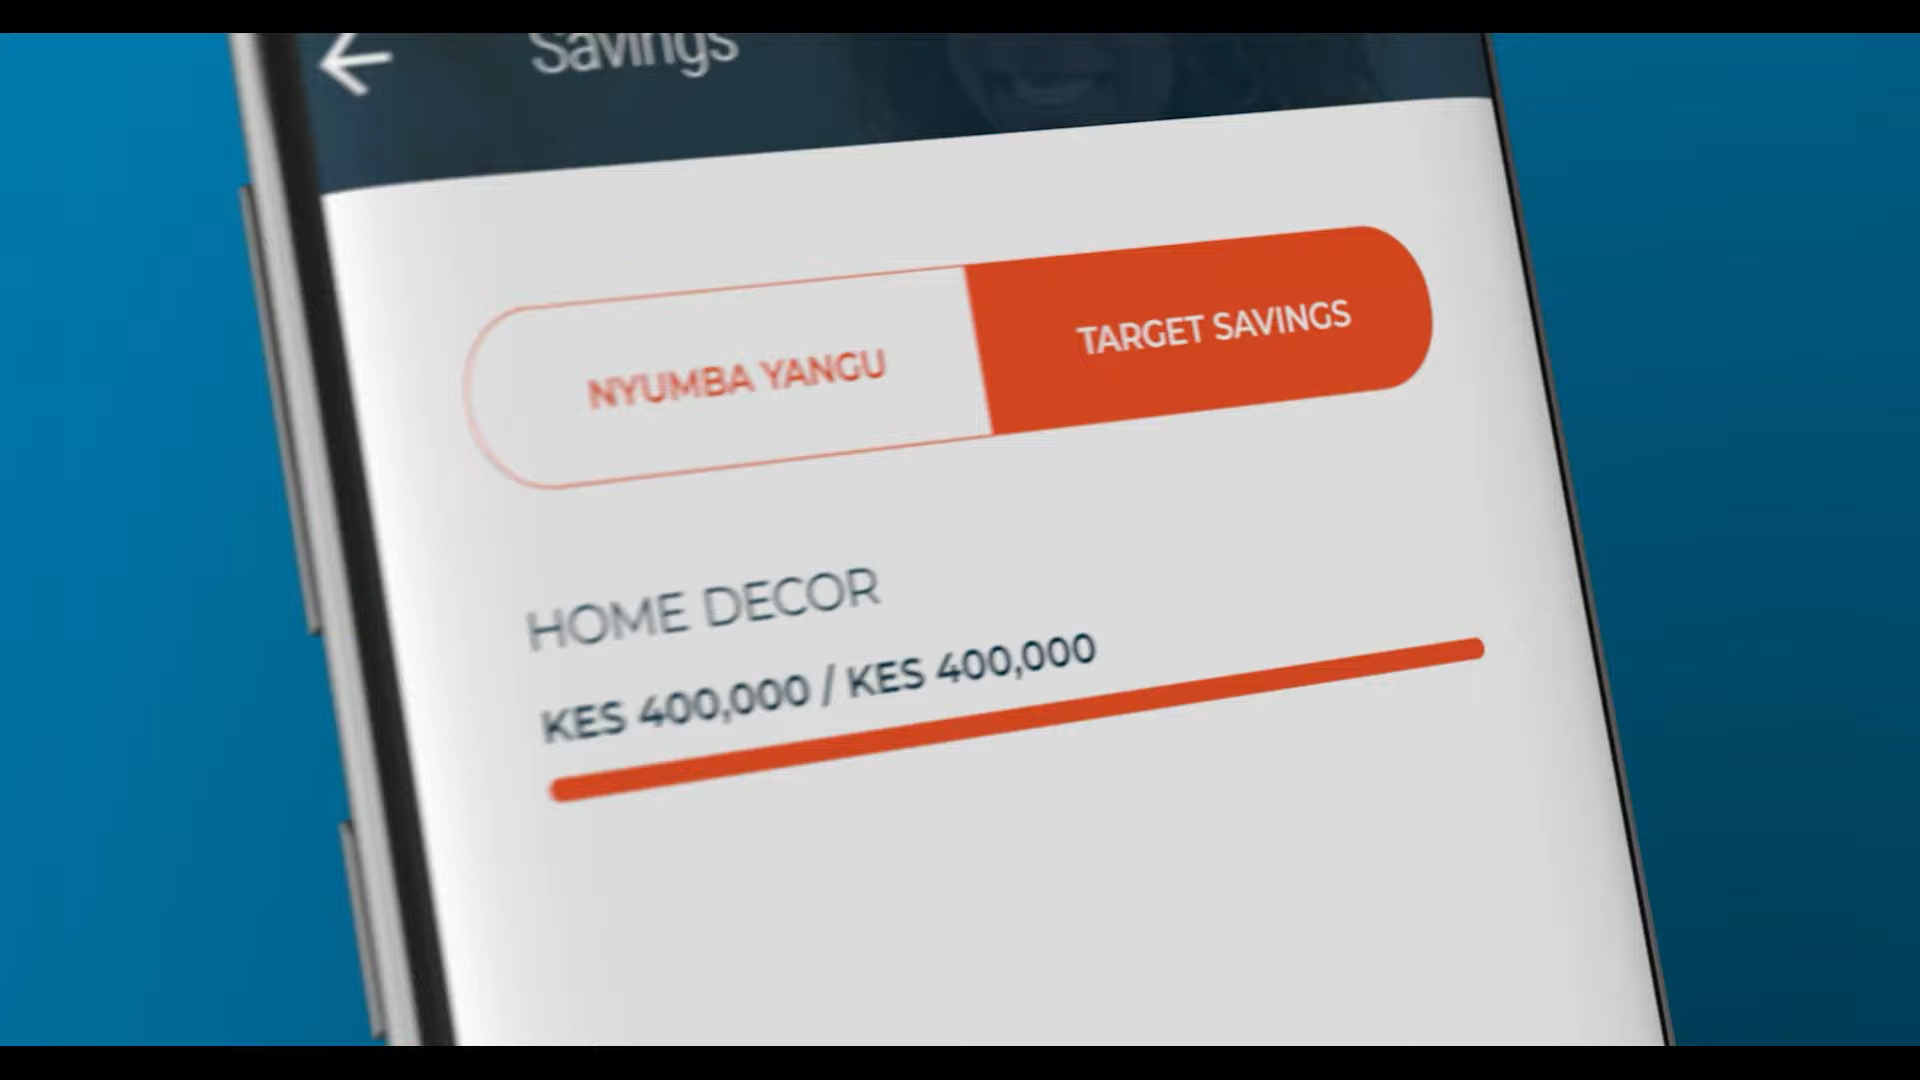 Savings
NYUMBA YANGU
TARGET SAVINGS
HOME DECOR
KES 400,000 / KES 400,000